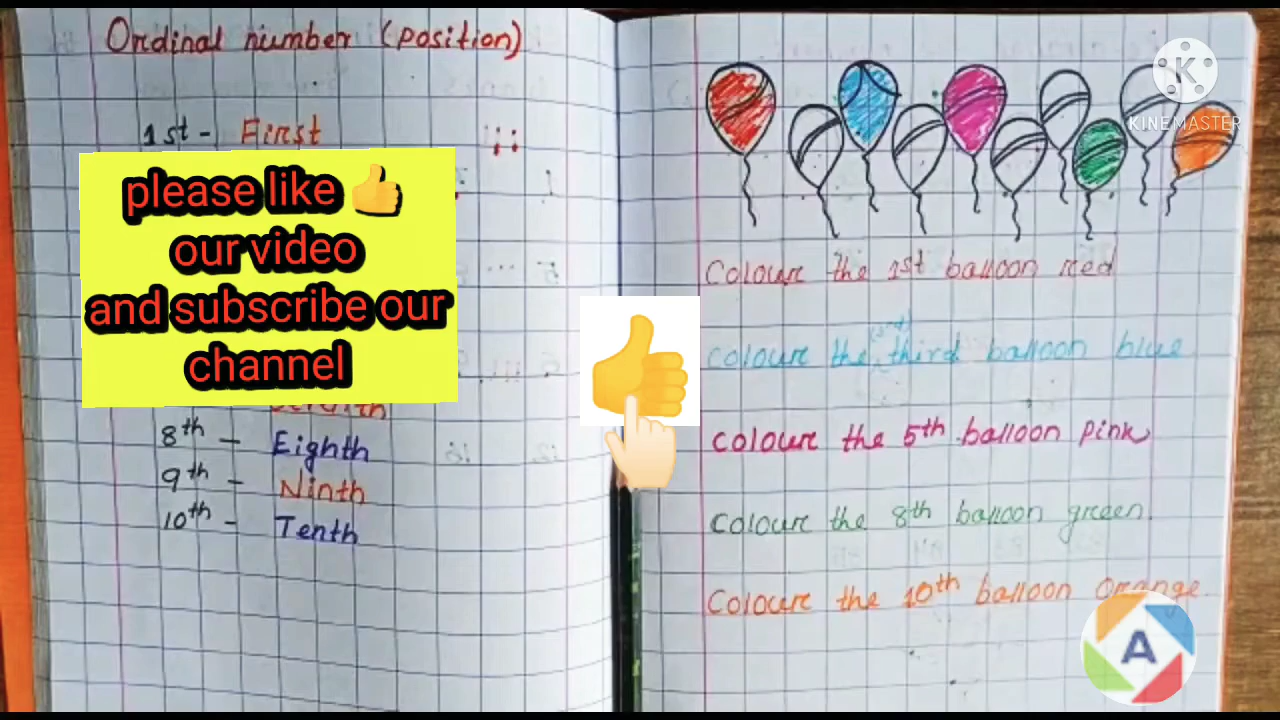 Ordinal number (position)
1st - First
please like 👍
our video
and subscribe our
channel
8th - Eighth
9th - Ninth
10th - Tenth
K
KINEMASTER
Colour the 1st balloon red
(3rd)
colour the third balloon blue
colour the 5th balloon pink
colour the 8th balloon green
Colour the 10th balloon orange.
A